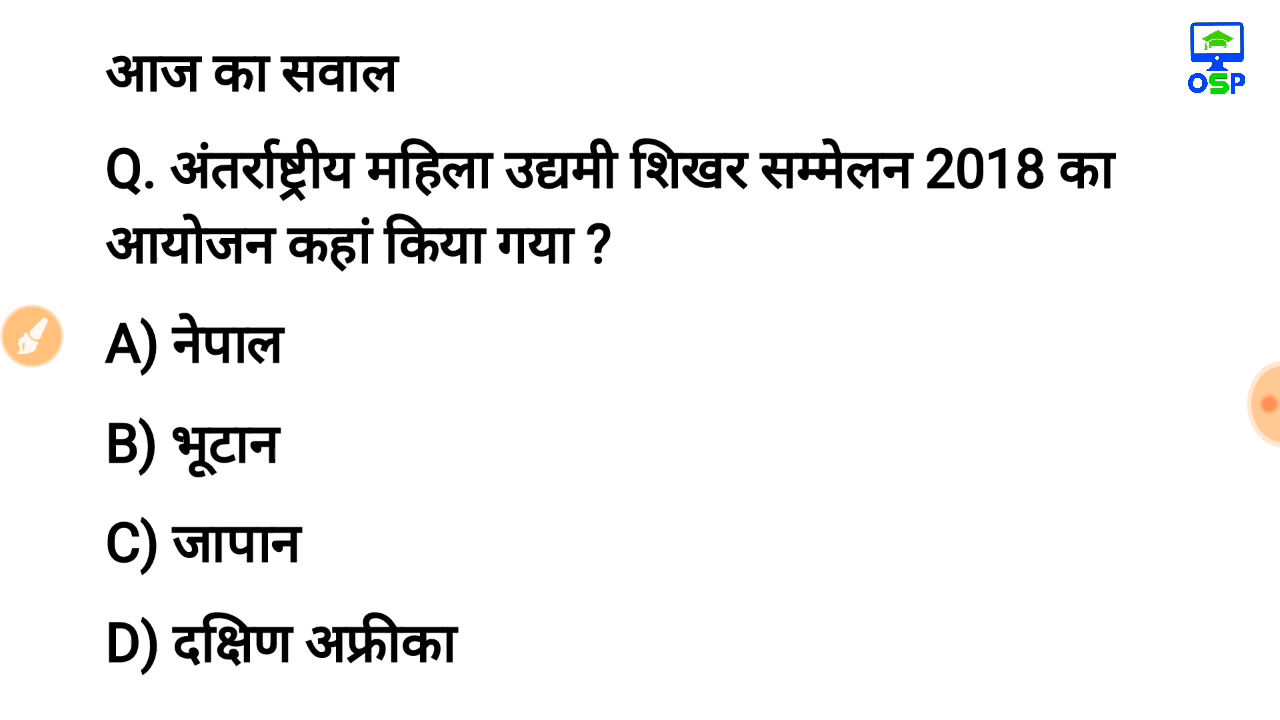 आज का सवाल
OSP
Q. अंतर्राष्ट्रीय महिला उद्यमी शिखर सम्मेलन 2018 का
आयोजन कहां किया गया ?
A) नेपाल
B) भूटान
C) जापान
D) दक्षिण अफ्रीका